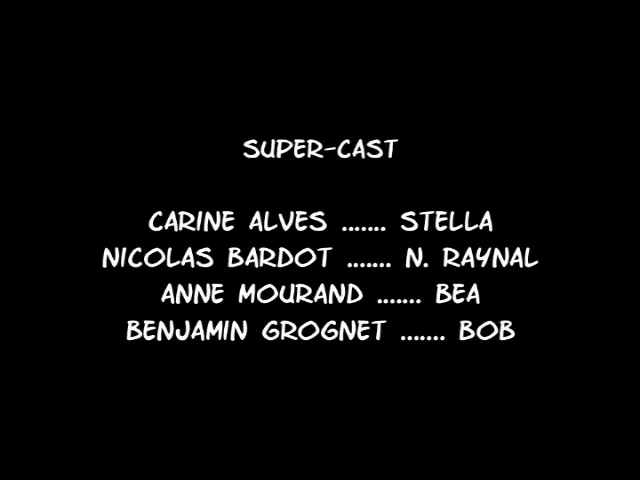 SUPER-CAST
CARINE ALVES ....... STELLA
NICOLAS BARDOT ....... N. RAYNAL
ANNE MOURAND ....... BEA
BENJAMIN GROGNET ....... BOB